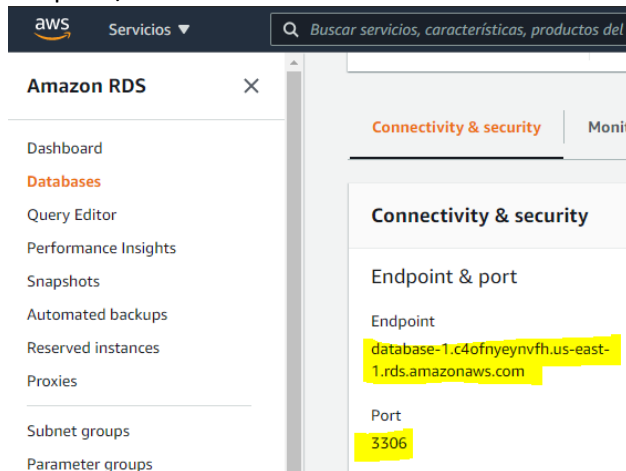 aws
Servicios ▼
Buscar servicios, características, productos del
Amazon RDS
Dashboard
Databases
Query Editor
Performance Insights
Snapshots
Automated backups
Reserved instances
Proxies
Subnet groups
Parameter groups
Connectivity & security
Connectivity & security
Endpoint & port
Endpoint
database-1.c4ofnyeynvfh.us-east-
1.rds.amazonaws.com
Port
3306